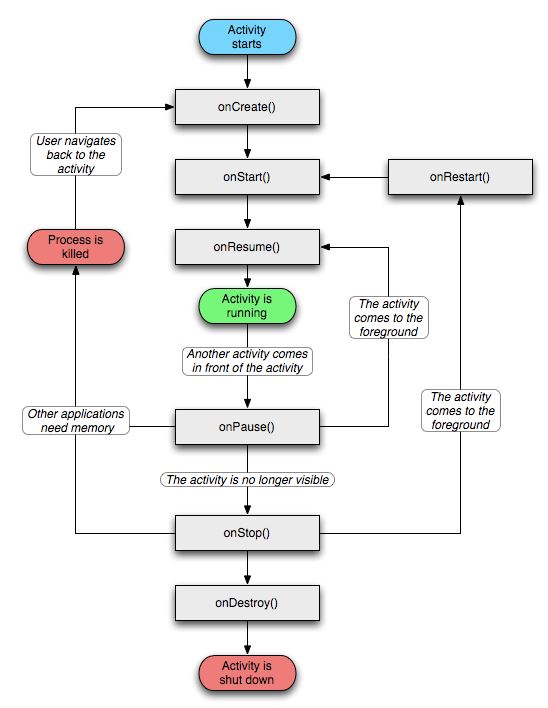 Activity
starts
onCreate()
User navigates
back to the
activity
onStart()
onRestart()
Process is
killed
onResume()
Activity is
running
The activity
comes to the
foreground
Another activity comes
in front of the activity
The activity
comes to the
foreground
Other applications
need memory
onPause()
The activity is no longer visible
onStop()
onDestroy()
Activity is
shut down